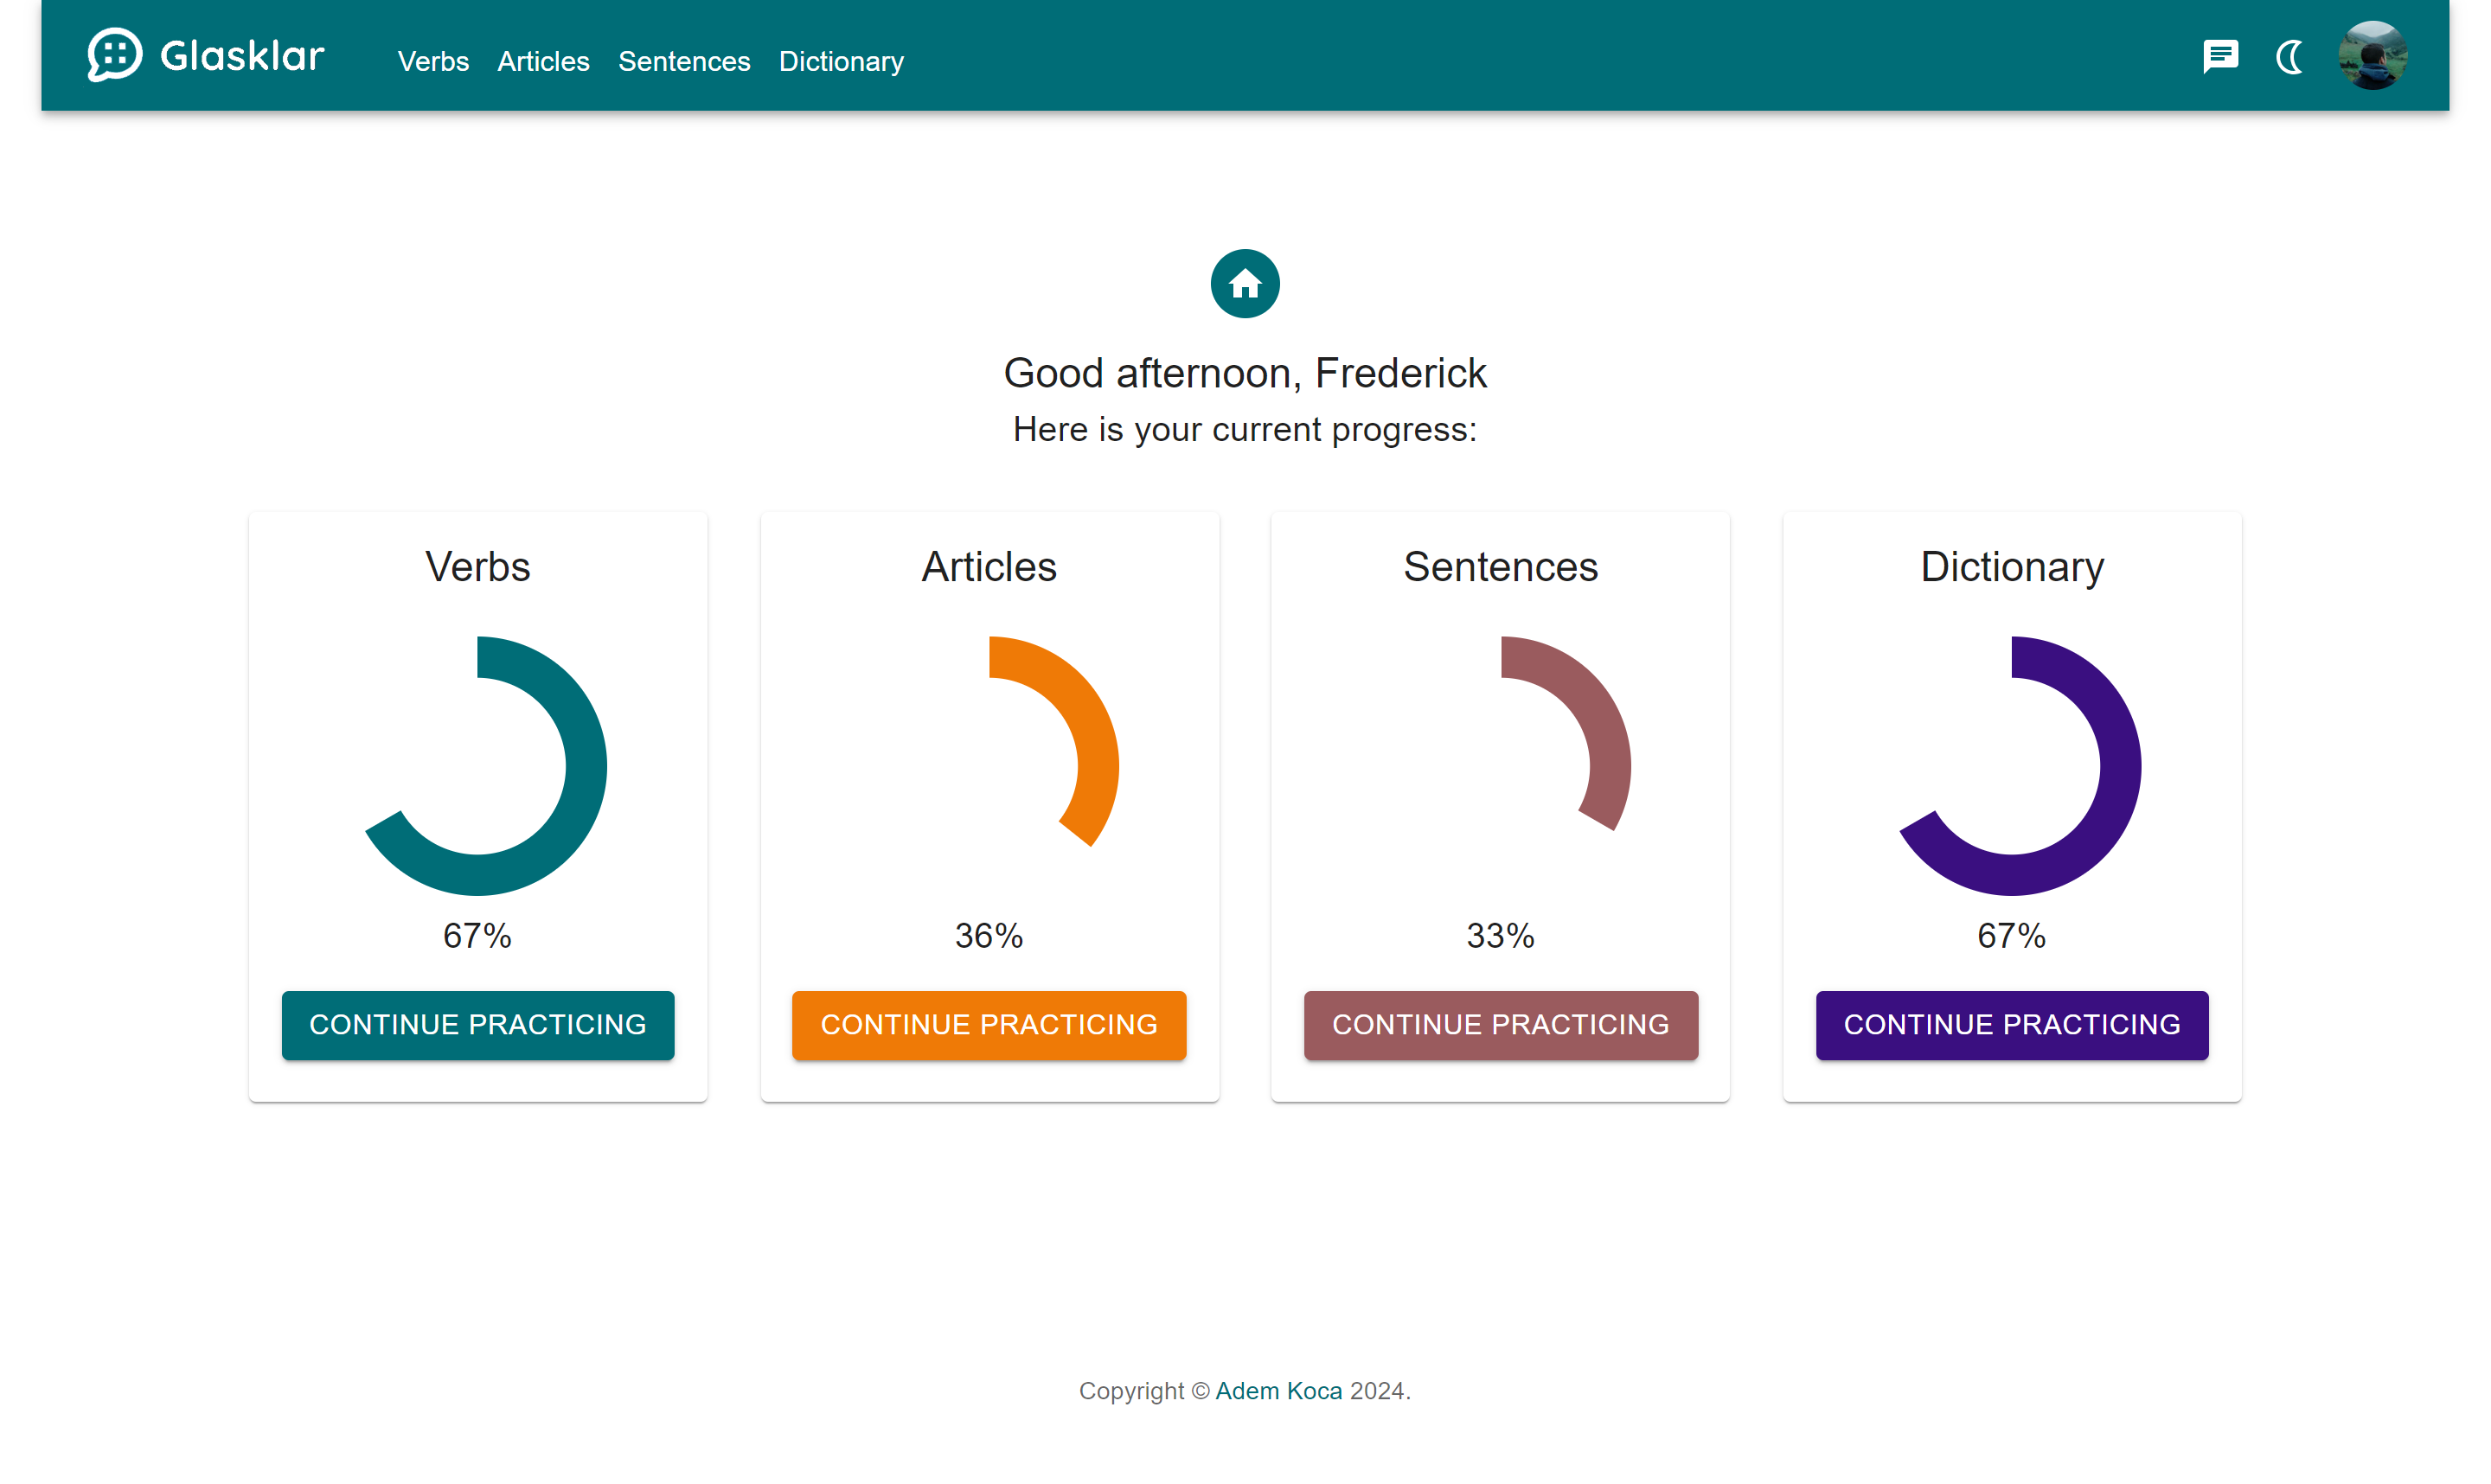 Glasklar
Verbs Articles Sentences Dictionary
Good afternoon, Frederick
Here is your current progress:
Verbs
67%
CONTINUE PRACTICING
Articles
36%
CONTINUE PRACTICING
Sentences
33%
CONTINUE PRACTICING
Dictionary
67%
CONTINUE PRACTICING
Copyright © Adem Koca 2024.